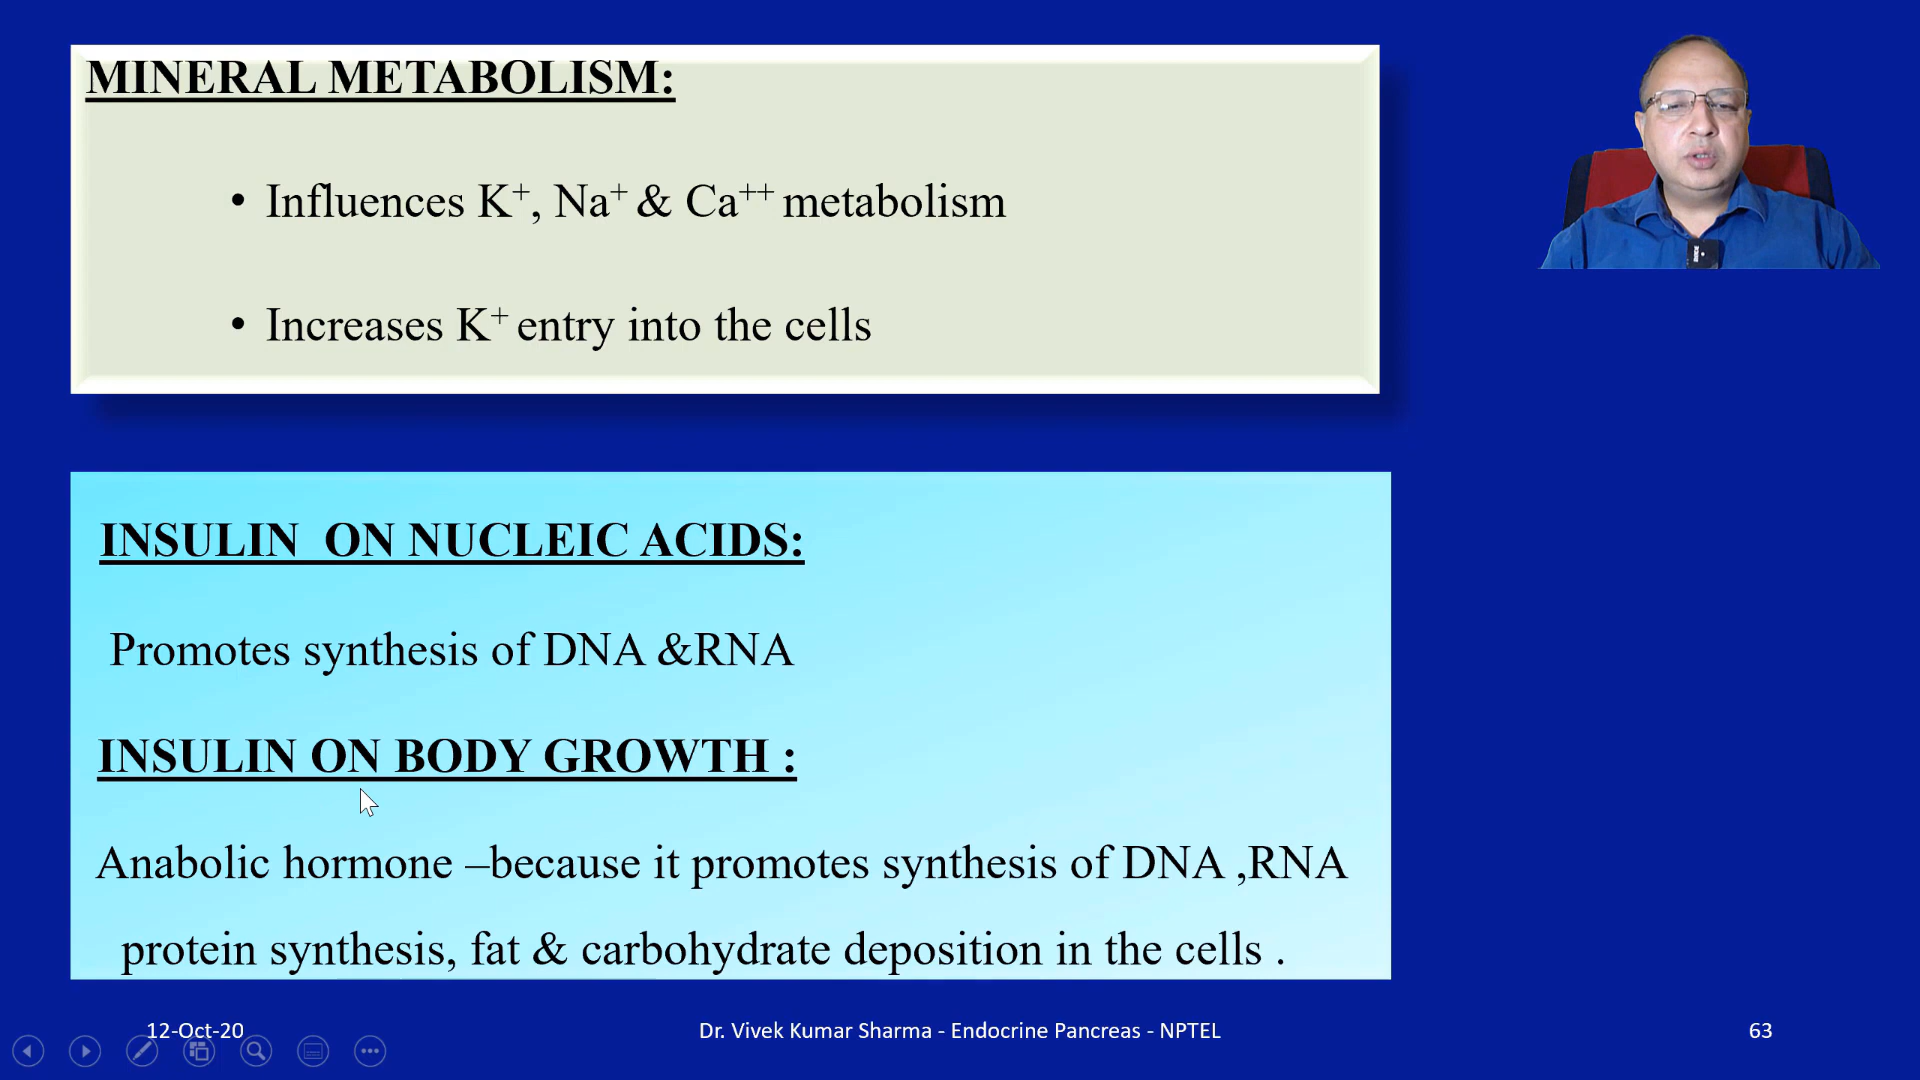 MINERAL METABOLISM:
• Influences K⁺, Na⁺ & Ca⁺⁺ metabolism
• Increases K⁺ entry into the cells
INSULIN ON NUCLEIC ACIDS:
Promotes synthesis of DNA &RNA
INSULIN ON BODY GROWTH :
Anabolic hormone –because it promotes synthesis of DNA ,RNA
protein synthesis, fat & carbohydrate deposition in the cells .
12-Oct-20
Dr. Vivek Kumar Sharma - Endocrine Pancreas - NPTEL
63